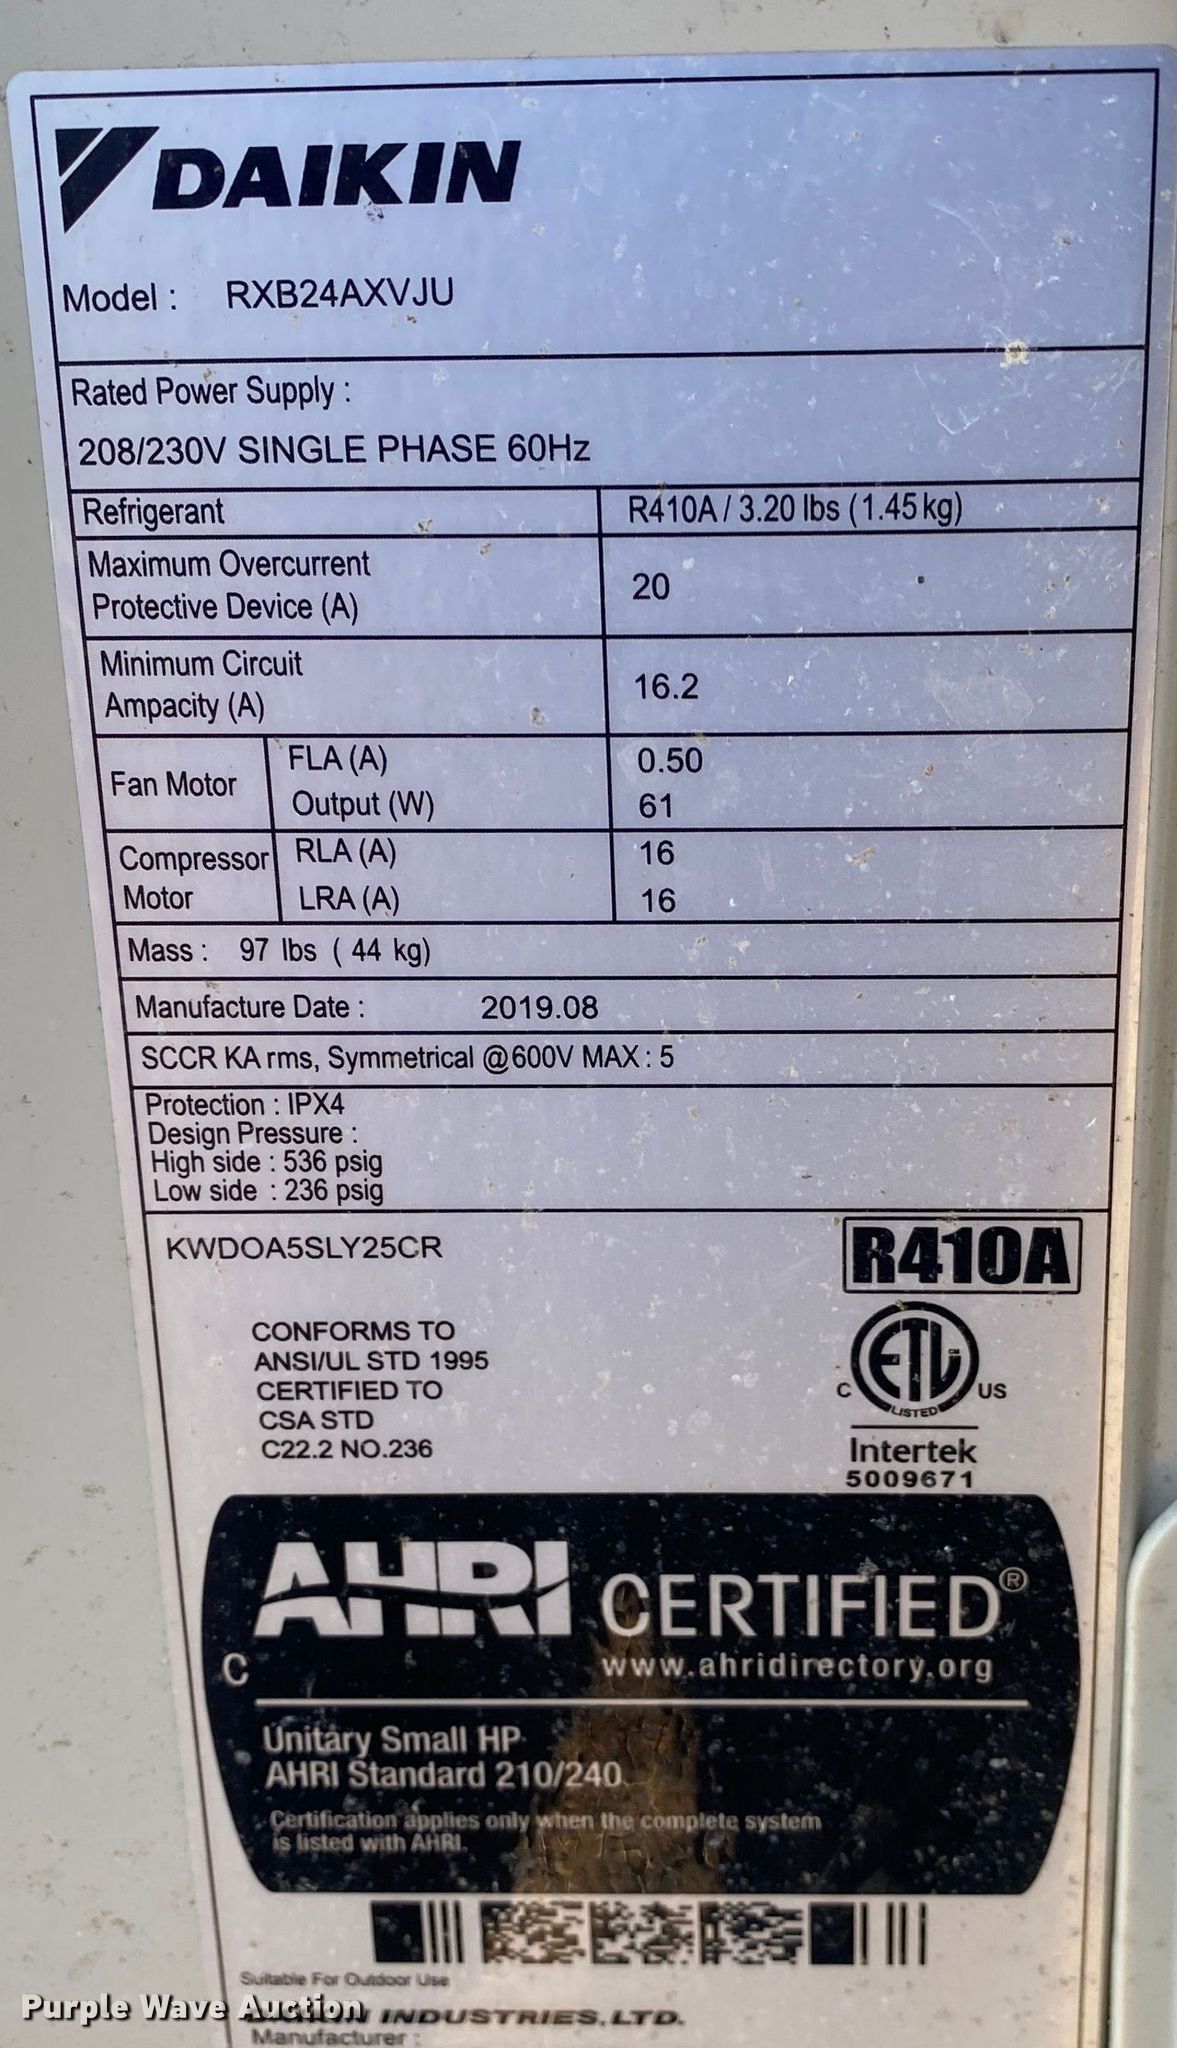 DAIKIN
Model : RXB24AXVJU
Rated Power Supply :
208/230V SINGLE PHASE 60Hz
Refrigerant R410A / 3.20 lbs (1.45 kg)
Maximum Overcurrent
Protective Device (A) 20
Minimum Circuit
Ampacity (A) 16.2
Fan Motor FLA (A) 0.50
Output (W) 61
Compressor RLA (A) 16
Motor LRA (A) 16
Mass : 97 lbs ( 44 kg)
Manufacture Date : 2019.08
SCCR KA rms, Symmetrical @600V MAX : 5
Protection : IPX4
Design Pressure :
High side : 536 psig
Low side : 236 psig
KWDOA5SLY25CR
R410A
CONFORMS TO
ANSI/UL STD 1995
CERTIFIED TO
CSA STD
C22.2 NO.236
ETL CM
C LISTED US
Intertek
5009671
AHRI CERTIFIED®
www.ahridirectory.org
C
Unitary Small HP
AHRI Standard 210/240
Certification applies only when the complete system
is listed with AHRI.
Suitable For Outdoor Use
DAIKIN INDUSTRIES, LTD.
Manufacturer :
Purple Wave Auction